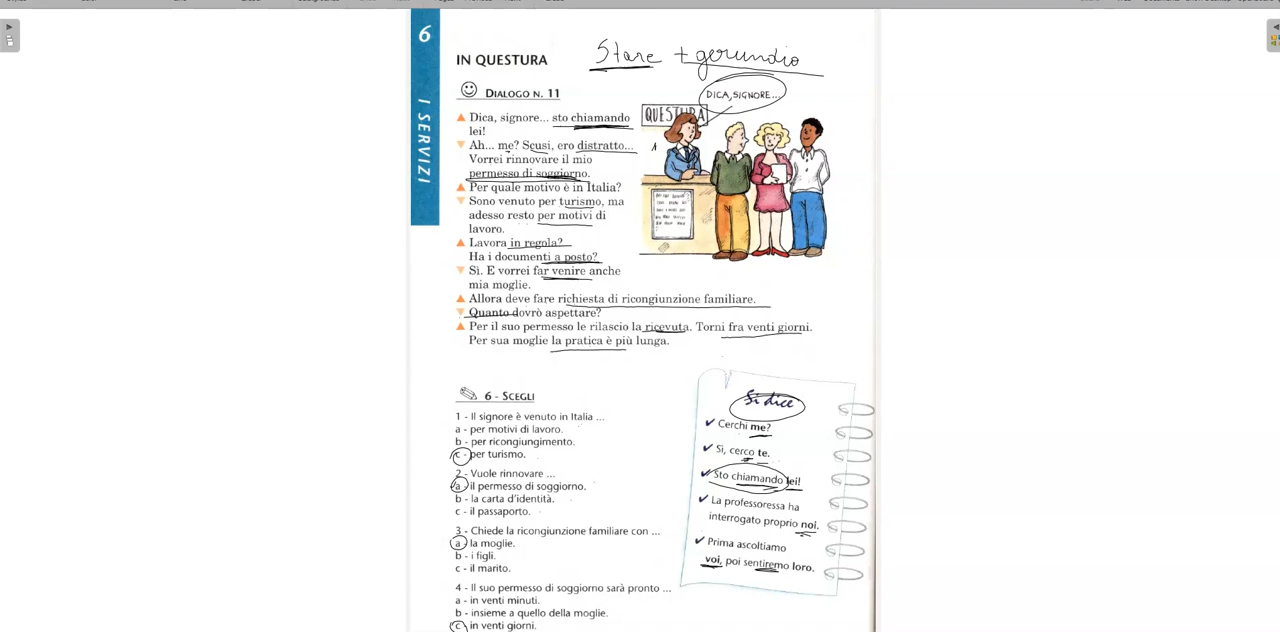 6
I SERVIZI
IN QUESTURA
Stare + gerundio
DIALOGO N. 11
DICA, SIGNORE...
QUESTURA
▲ Dica, signore... sto chiamando
lei!
▼ Ah... me? Scusi, ero distratto...
Vorrei rinnovare il mio
permesso di soggiorno.
▲ Per quale motivo è in Italia?
▼ Sono venuto per turismo, ma
adesso resto per motivi di
lavoro.
▲ Lavora in regola?
Ha i documenti a posto?
▼ Sì. E vorrei far venire anche
mia moglie.
▲ Allora deve fare richiesta di ricongiunzione familiare.
▼ Quanto dovrò aspettare?
▲ Per il suo permesso le rilascio la ricevuta. Torni fra venti giorni.
Per sua moglie la pratica è più lunga.
6 - SCEGLI
1 - Il signore è venuto in Italia ...
a - per motivi di lavoro.
b - per ricongiungimento.
c - per turismo.
2 - Vuole rinnovare ...
a - il permesso di soggiorno.
b - la carta d'identità.
c - il passaporto.
3 - Chiede la ricongiunzione familiare con ...
a - la moglie.
b - i figli.
c - il marito.
4 - Il suo permesso di soggiorno sarà pronto ...
a - in venti minuti.
b - insieme a quello della moglie.
c - in venti giorni.
Si dice
✔ Cerchi me?
✔ Sì, cerco te.
✔ Sto chiamando lei!
✔ La professoressa ha
interrogato proprio noi.
✔ Prima ascoltiamo
voi, poi sentiremo loro.